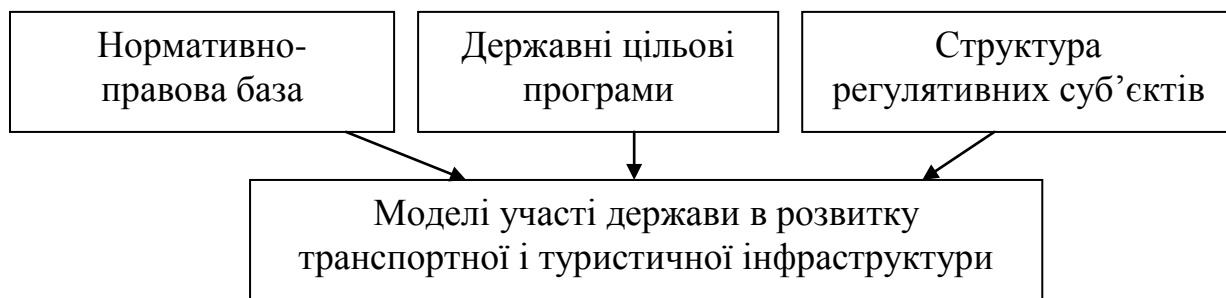 Нормативно-
правова база
Державні цільові
програми
Структура
регулятивних суб’єктів
Моделі участі держави в розвитку
транспортної і туристичної інфраструктури